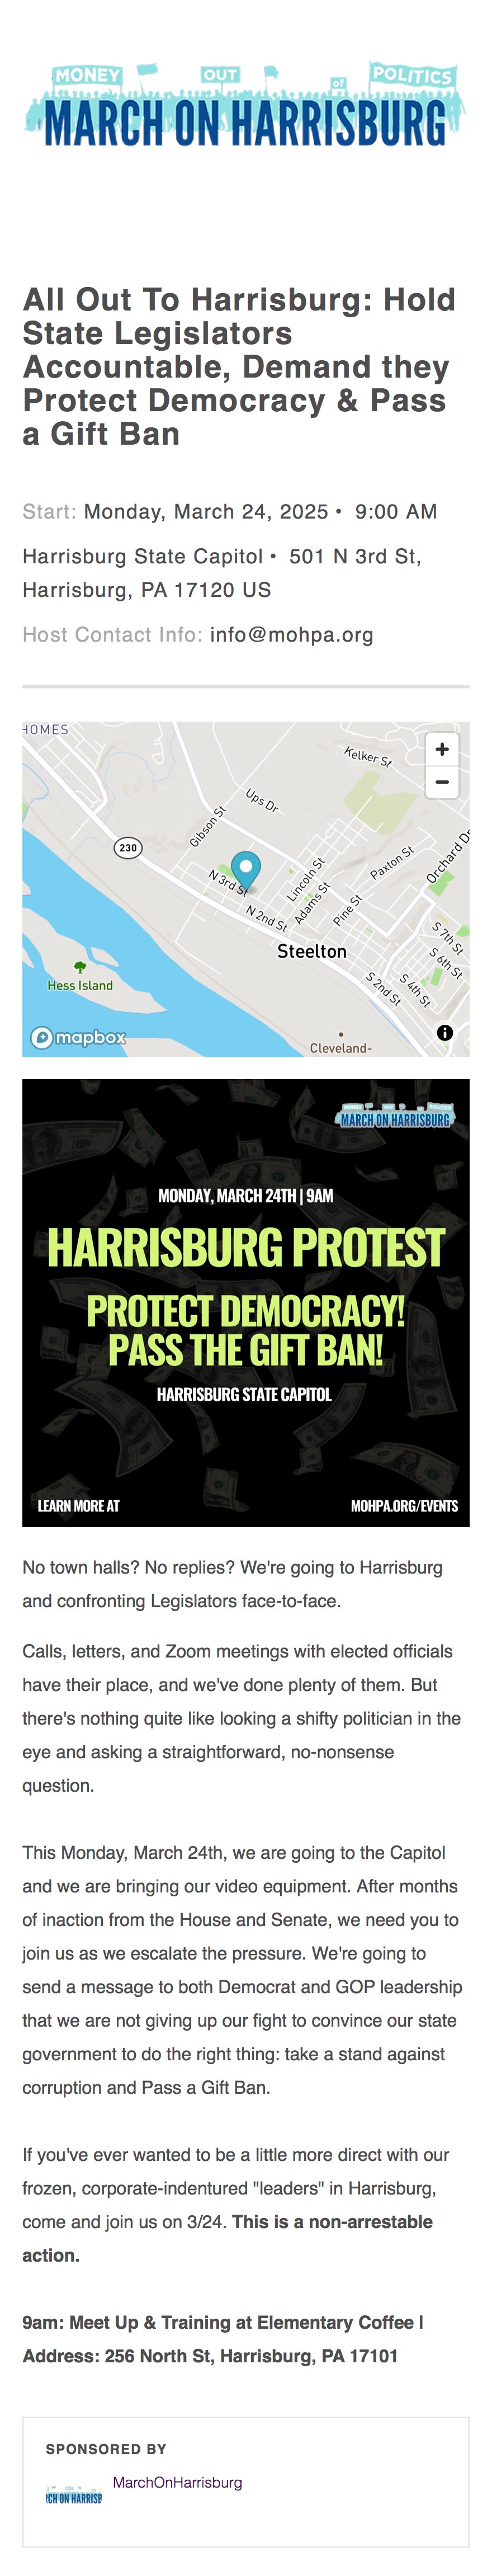 MONEY OUT of POLITICS
MARCH ON HARRISBURG
All Out To Harrisburg: Hold
State Legislators
Accountable, Demand they
Protect Democracy & Pass
a Gift Ban
Start: Monday, March 24, 2025 • 9:00 AM
Harrisburg State Capitol • 501 N 3rd St,
Harrisburg, PA 17120 US
Host Contact Info: info@mohpa.org
HOMES
+
−
Kelker St
Ups Dr
Gibson St
230
Orchard Dr
Paxton St
Lincoln St
N 3rd St
Adams St
Pine St
N 2nd St
S 7th St
Steelton
S 6th St
S 2nd St
S 4th St
Hess Island
mapbox
i
Cleveland-
MONEY OUT of POLITICS
MARCH ON HARRISBURG
MONDAY, MARCH 24TH | 9AM
HARRISBURG PROTEST
PROTECT DEMOCRACY!
PASS THE GIFT BAN!
HARRISBURG STATE CAPITOL
LEARN MORE AT
MOHPA.ORG/EVENTS
No town halls? No replies? We're going to Harrisburg
and confronting Legislators face-to-face.
Calls, letters, and Zoom meetings with elected officials
have their place, and we've done plenty of them. But
there's nothing quite like looking a shifty politician in the
eye and asking a straightforward, no-nonsense
question.
This Monday, March 24th, we are going to the Capitol
and we are bringing our video equipment. After months
of inaction from the House and Senate, we need you to
join us as we escalate the pressure. We're going to
send a message to both Democrat and GOP leadership
that we are not giving up our fight to convince our state
government to do the right thing: take a stand against
corruption and Pass a Gift Ban.
If you've ever wanted to be a little more direct with our
frozen, corporate-indentured "leaders" in Harrisburg,
come and join us on 3/24. This is a non-arrestable
action.
9am: Meet Up & Training at Elementary Coffee l
Address: 256 North St, Harrisburg, PA 17101
SPONSORED BY
MarchOnHarrisburg
RCH ON HARRISB